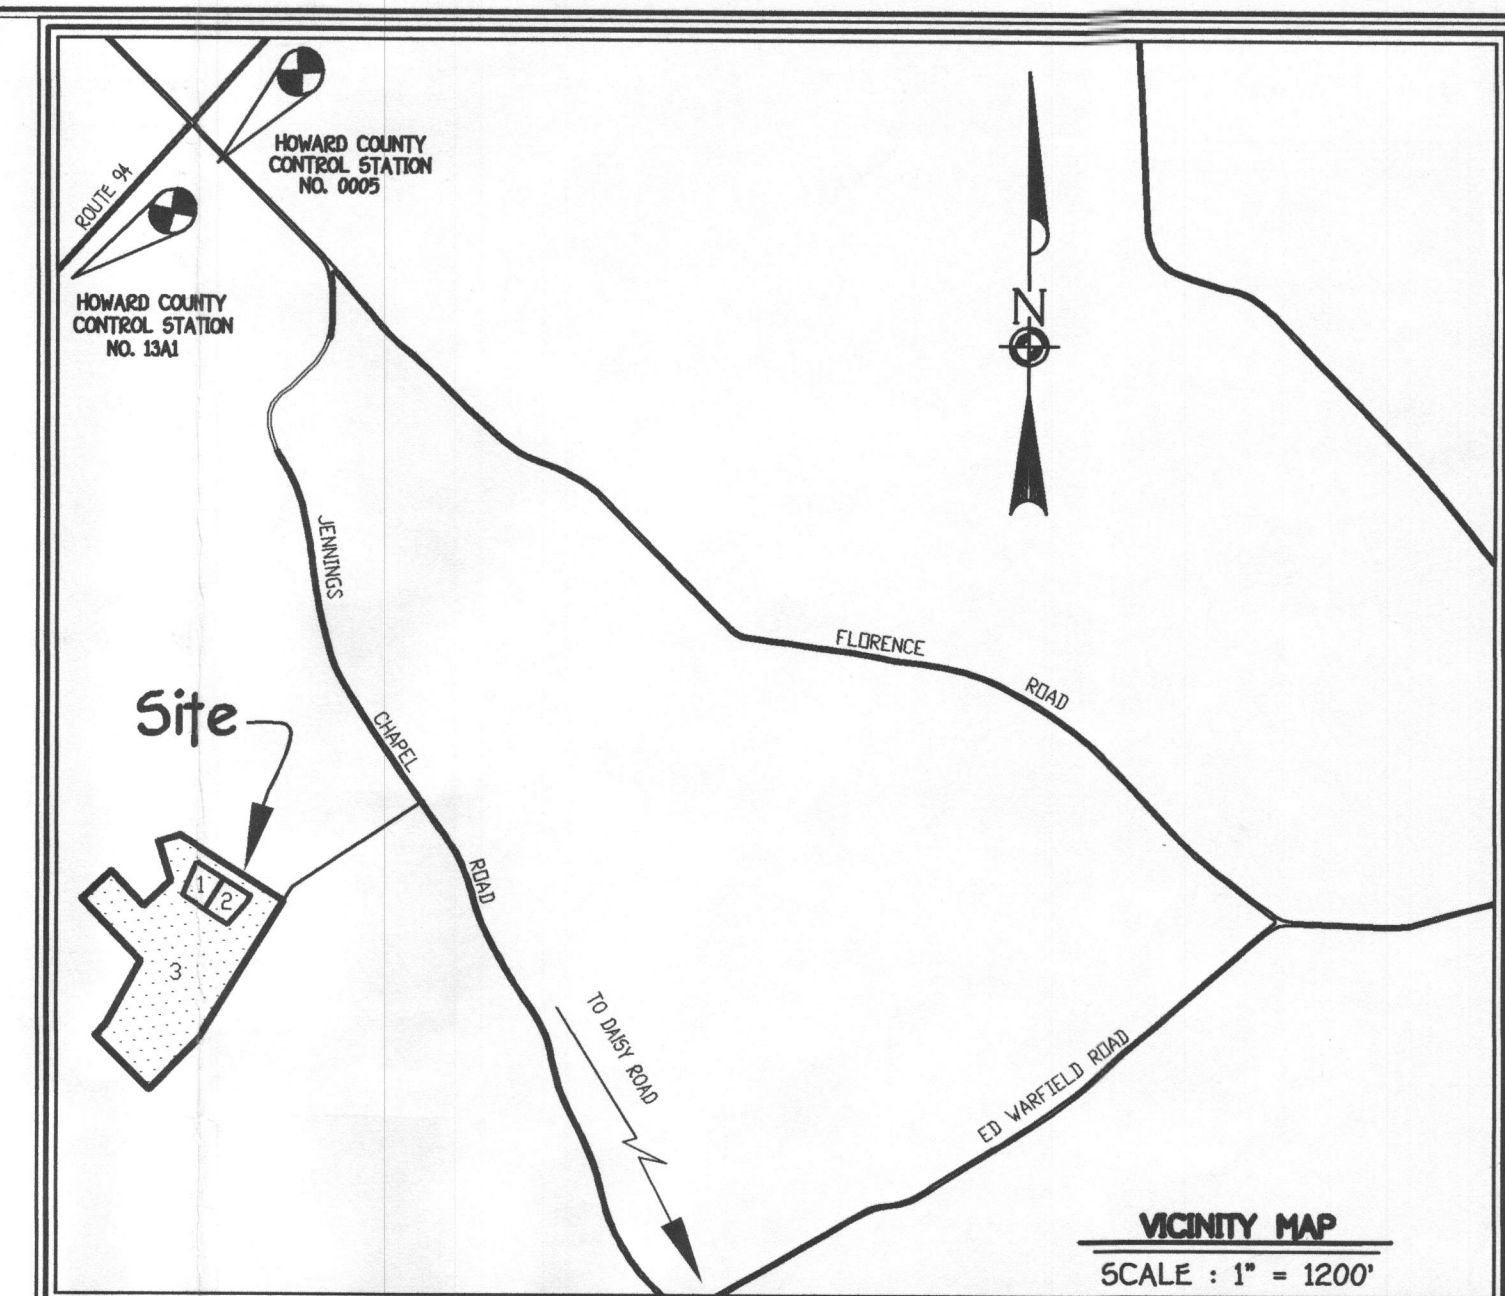 HOWARD COUNTY
CONTROL STATION
NO. 0005
ROUTE 94
HOWARD COUNTY
CONTROL STATION
NO. 13A1
N
JENNINGS
FLORENCE
ROAD
Site
CHAPEL
1
2
ROAD
3
TO DAISY ROAD
ED WARFIELD ROAD
VICINITY MAP
SCALE : 1" = 1200'